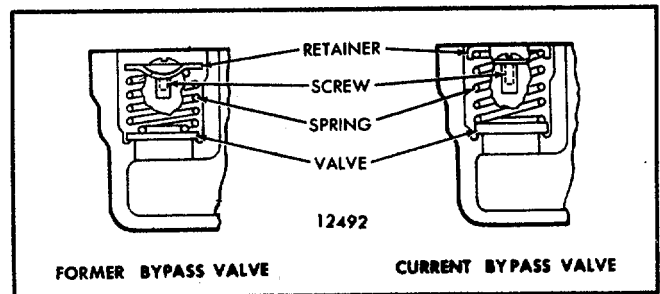 RETAINER
SCREW
SPRING
VALVE
12492
FORMER BYPASS VALVE
CURRENT BYPASS VALVE